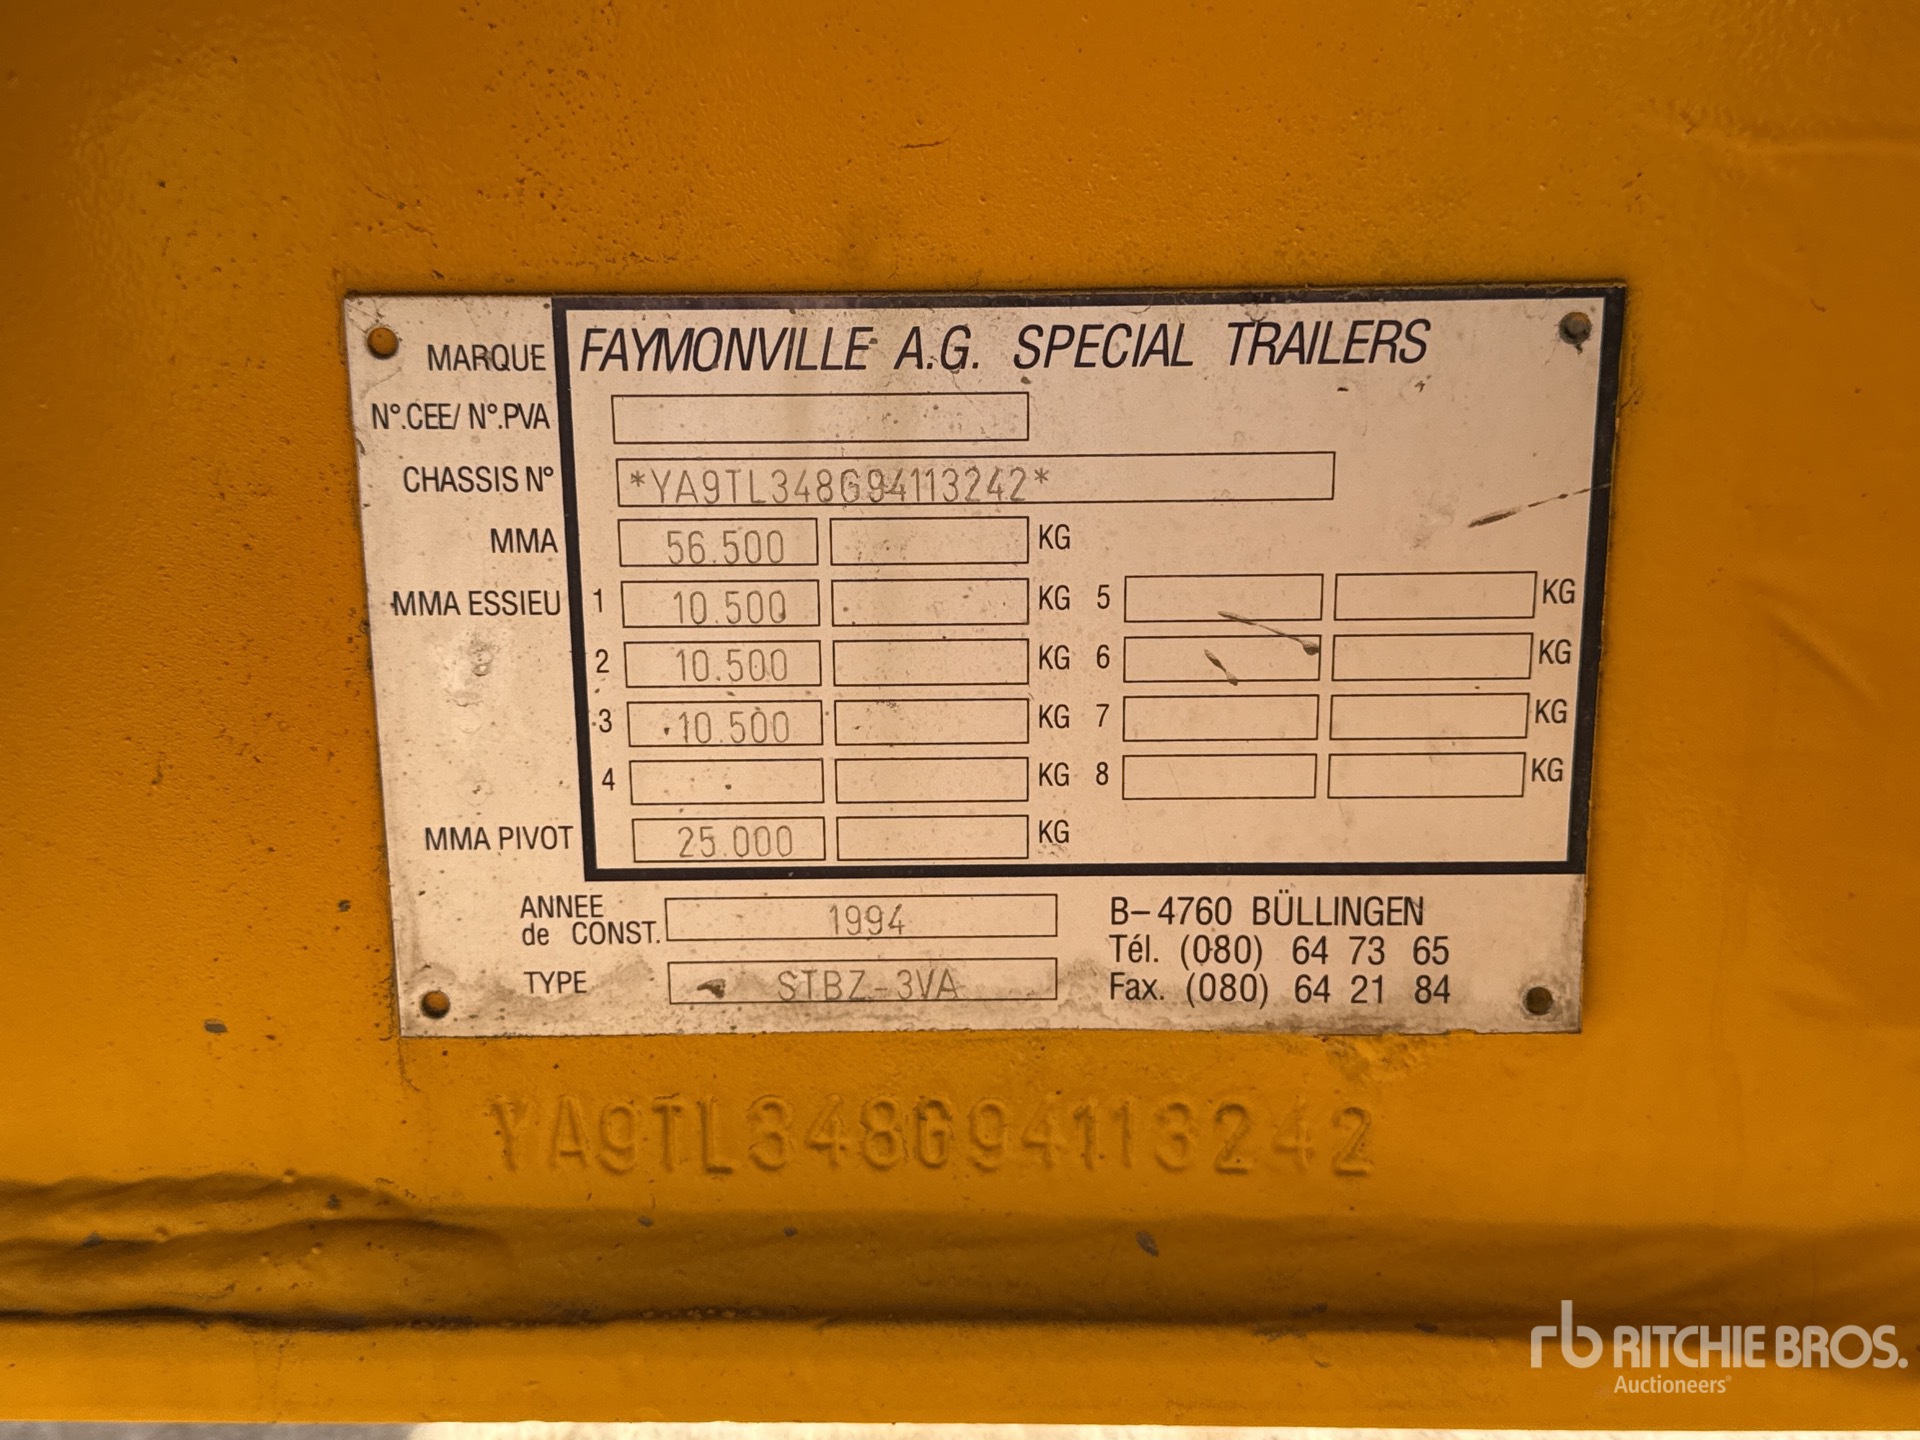 MARQUE FAYMONVILLE A.G. SPECIAL TRAILERS
N°.CEE/ N°.PVA
CHASSIS N° *YA9TL348G94113242*
MMA 56.500 KG
MMA ESSIEU 1 10.500 KG 5 KG
2 10.500 KG 6 KG
3 10.500 KG 7 KG
4 KG 8 KG
MMA PIVOT 25.000 KG
ANNEE de CONST. 1994
TYPE STBZ-3VA
B-4760 BÜLLINGEN
Tél. (080) 64 73 65
Fax. (080) 64 21 84
YA9TL348G94113242
rb RITCHIE BROS.
Auctioneers